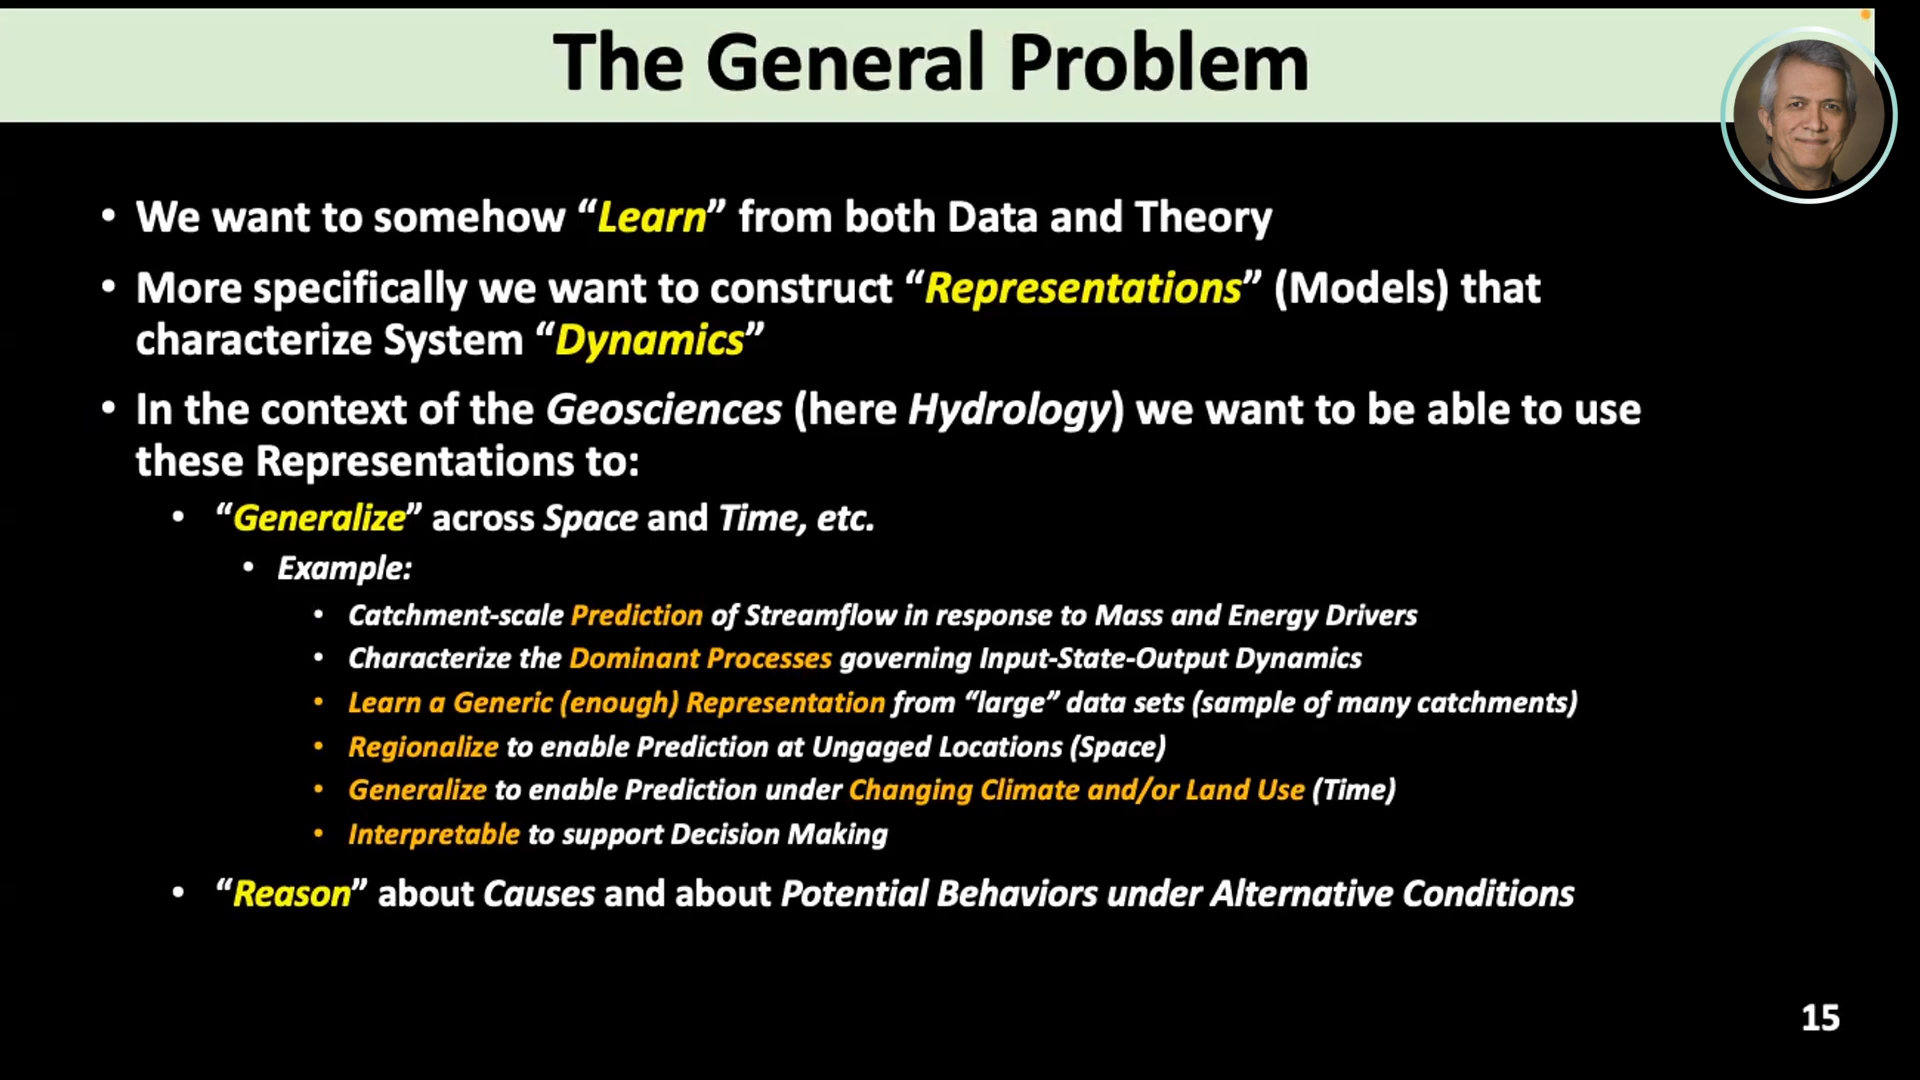 The General Problem
• We want to somehow “Learn” from both Data and Theory
• More specifically we want to construct “Representations” (Models) that
characterize System “Dynamics”
• In the context of the Geosciences (here Hydrology) we want to be able to use
these Representations to:
• “Generalize” across Space and Time, etc.
• Example:
• Catchment-scale Prediction of Streamflow in response to Mass and Energy Drivers
• Characterize the Dominant Processes governing Input-State-Output Dynamics
• Learn a Generic (enough) Representation from “large” data sets (sample of many catchments)
• Regionalize to enable Prediction at Ungaged Locations (Space)
• Generalize to enable Prediction under Changing Climate and/or Land Use (Time)
• Interpretable to support Decision Making
• “Reason” about Causes and about Potential Behaviors under Alternative Conditions
15